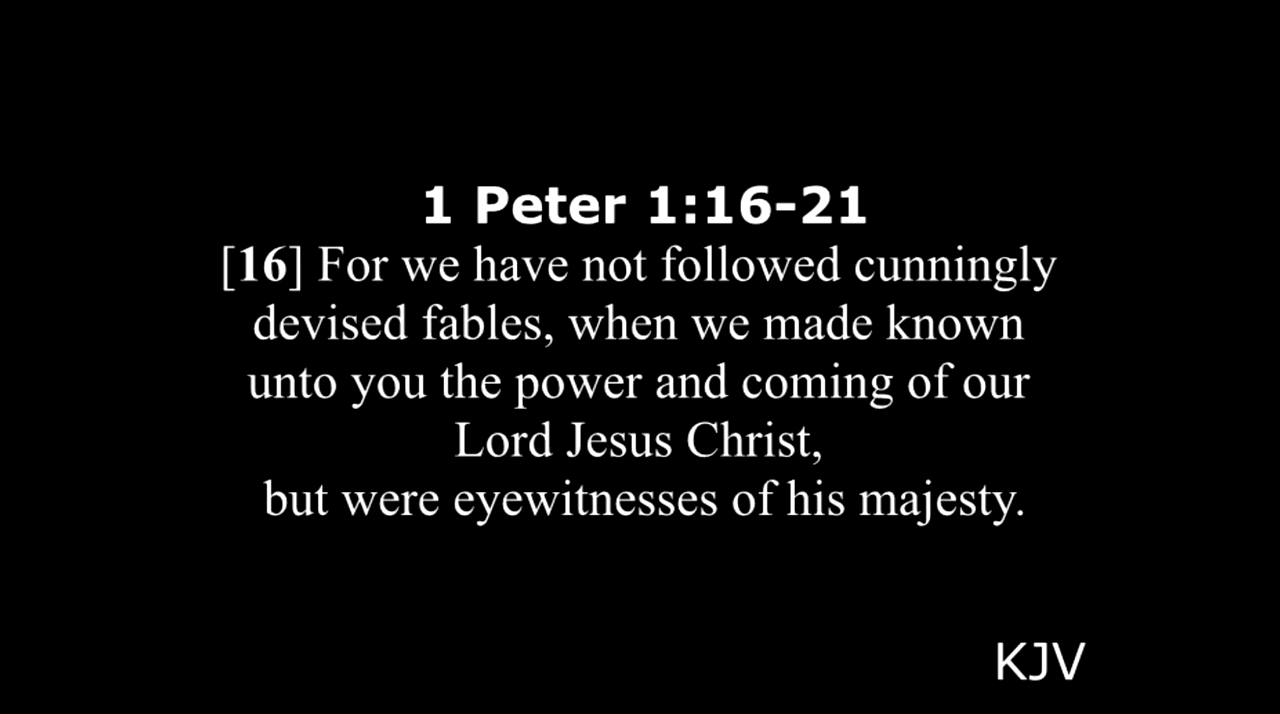 1 Peter 1:16-21
[16] For we have not followed cunningly
devised fables, when we made known
unto you the power and coming of our
Lord Jesus Christ,
but were eyewitnesses of his majesty.
KJV